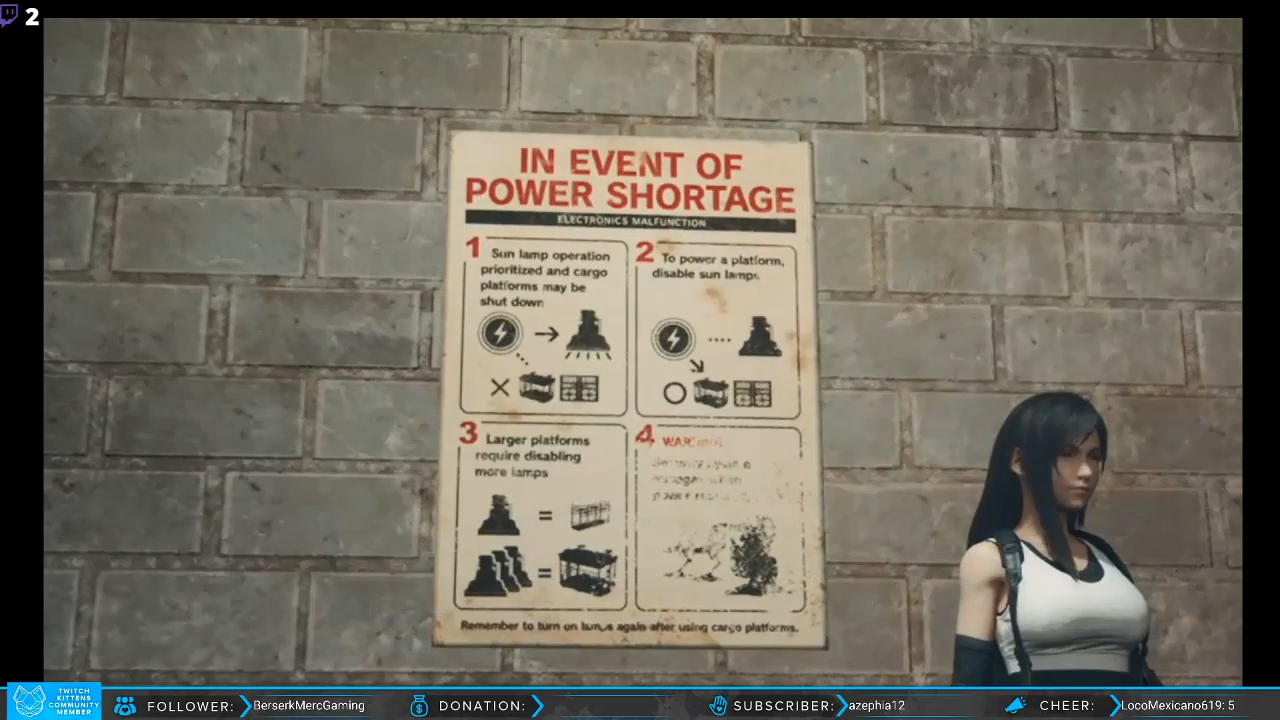 2
IN EVENT OF
POWER SHORTAGE
ELECTRONICS MALFUNCTION
1 Sun lamp operation
prioritized and cargo
platforms may be
shut down
2 To power a platform,
disable sun lamps.
3 Larger platforms
require disabling
more lamps
4
Remember to turn on lamps again after using cargo platforms.
TWITCH
KITTENS
COMMUNITY
MEMBER
FOLLOWER: BerserkMercGaming
DONATION:
SUBSCRIBER: azephia12
CHEER: LocoMexicano619: 5